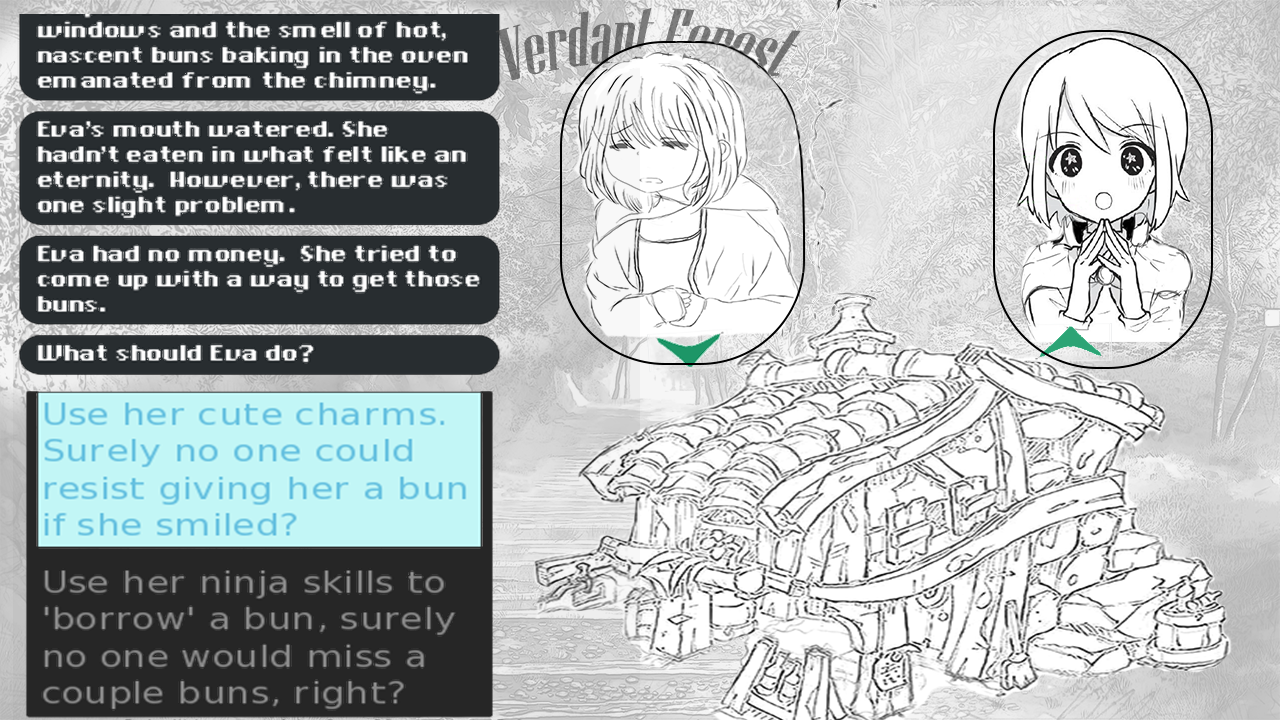 windows and the smell of hot,
nascent buns baking in the oven
emanated from the chimney.
Eva's mouth watered. She
hadn't eaten in what felt like an
eternity.  However, there was
one slight problem.
Eva had no money.  She tried to
come up with a way to get those
buns.
What should Eva do?
Use her cute charms.
Surely no one could
resist giving her a bun
if she smiled?
Use her ninja skills to
'borrow' a bun, surely
no one would miss a
couple buns, right?
Verdant Forest